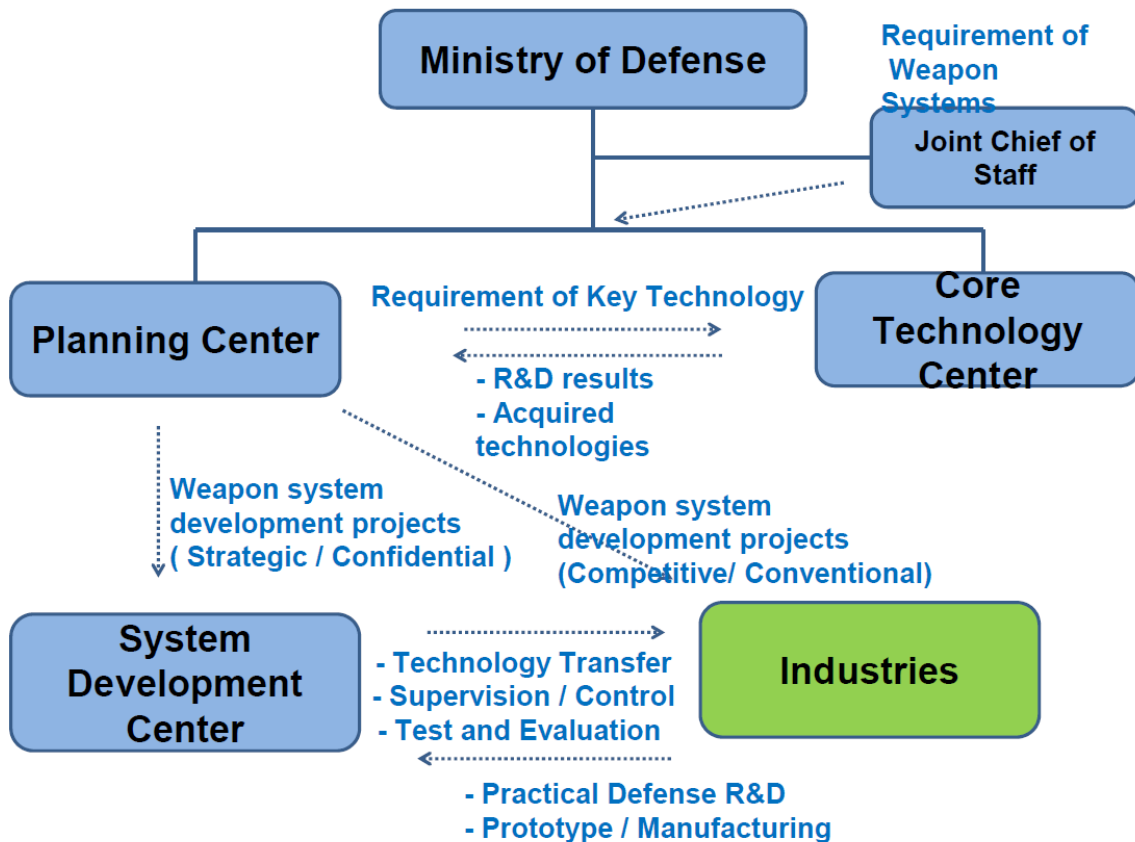 Ministry of Defense
Requirement of
Weapon
Systems
Joint Chief of
Staff
Planning Center
Requirement of Key Technology
- R&D results
- Acquired
technologies
Core
Technology
Center
Weapon system
development projects
( Strategic / Confidential )
Weapon system
development projects
(Competitive/ Conventional)
System
Development
Center
- Technology Transfer
- Supervision / Control
- Test and Evaluation
Industries
- Practical Defense R&D
- Prototype / Manufacturing